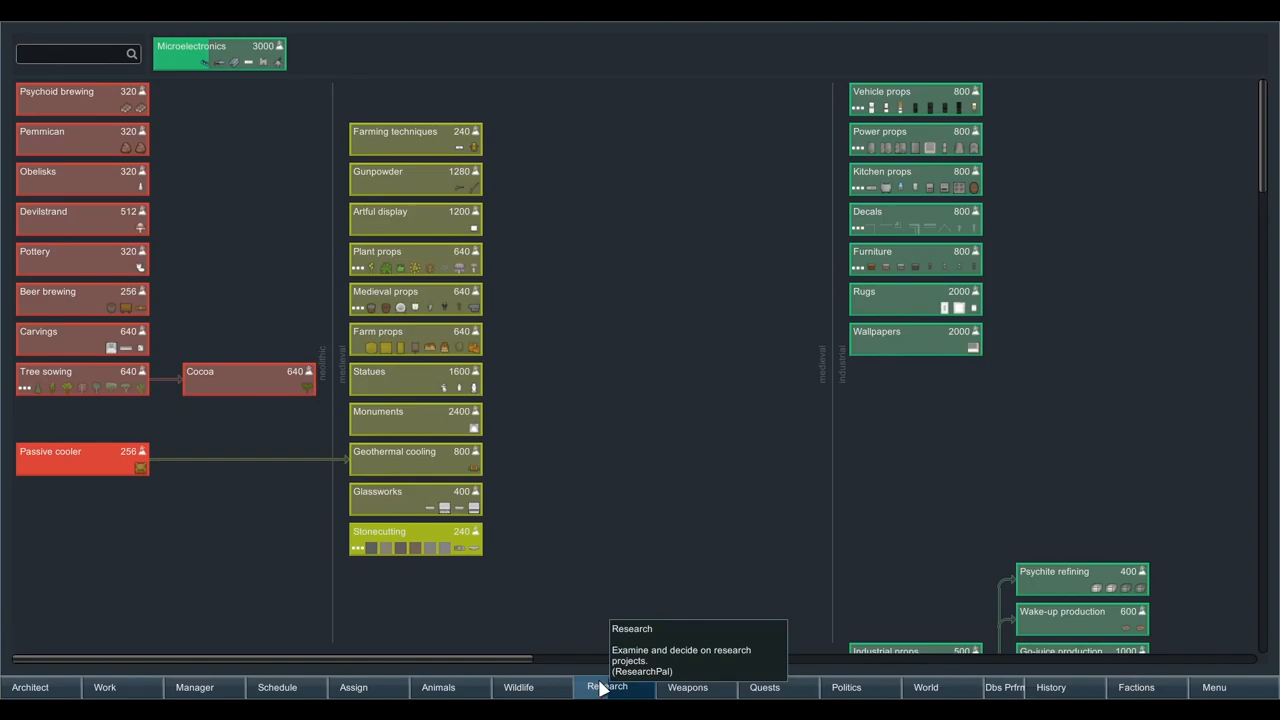 Microelectronics 3000
Psychoid brewing 320
Pemmican 320
Obelisks 320
Devilstrand 512
Pottery 320
Beer brewing 256
Carvings 640
Tree sowing 640
Cocoa 640
Passive cooler 256
neolithic
medieval
Farming techniques 240
Gunpowder 1280
Artful display 1200
Plant props 640
Medieval props 640
Farm props 640
Statues 1600
Monuments 2400
Geothermal cooling 800
Glassworks 400
Stonecutting 240
medieval
industrial
Vehicle props 800
Power props 800
Kitchen props 800
Decals 800
Furniture 800
Rugs 2000
Wallpapers 2000
Psychite refining 400
Wake-up production 600
Industrial props 500
Go-juice production 1000
Research
Examine and decide on research
projects.
(ResearchPal)
Architect Work Manager Schedule Assign Animals Wildlife Research Weapons Quests Politics World Dbs Prfrm History Factions Menu